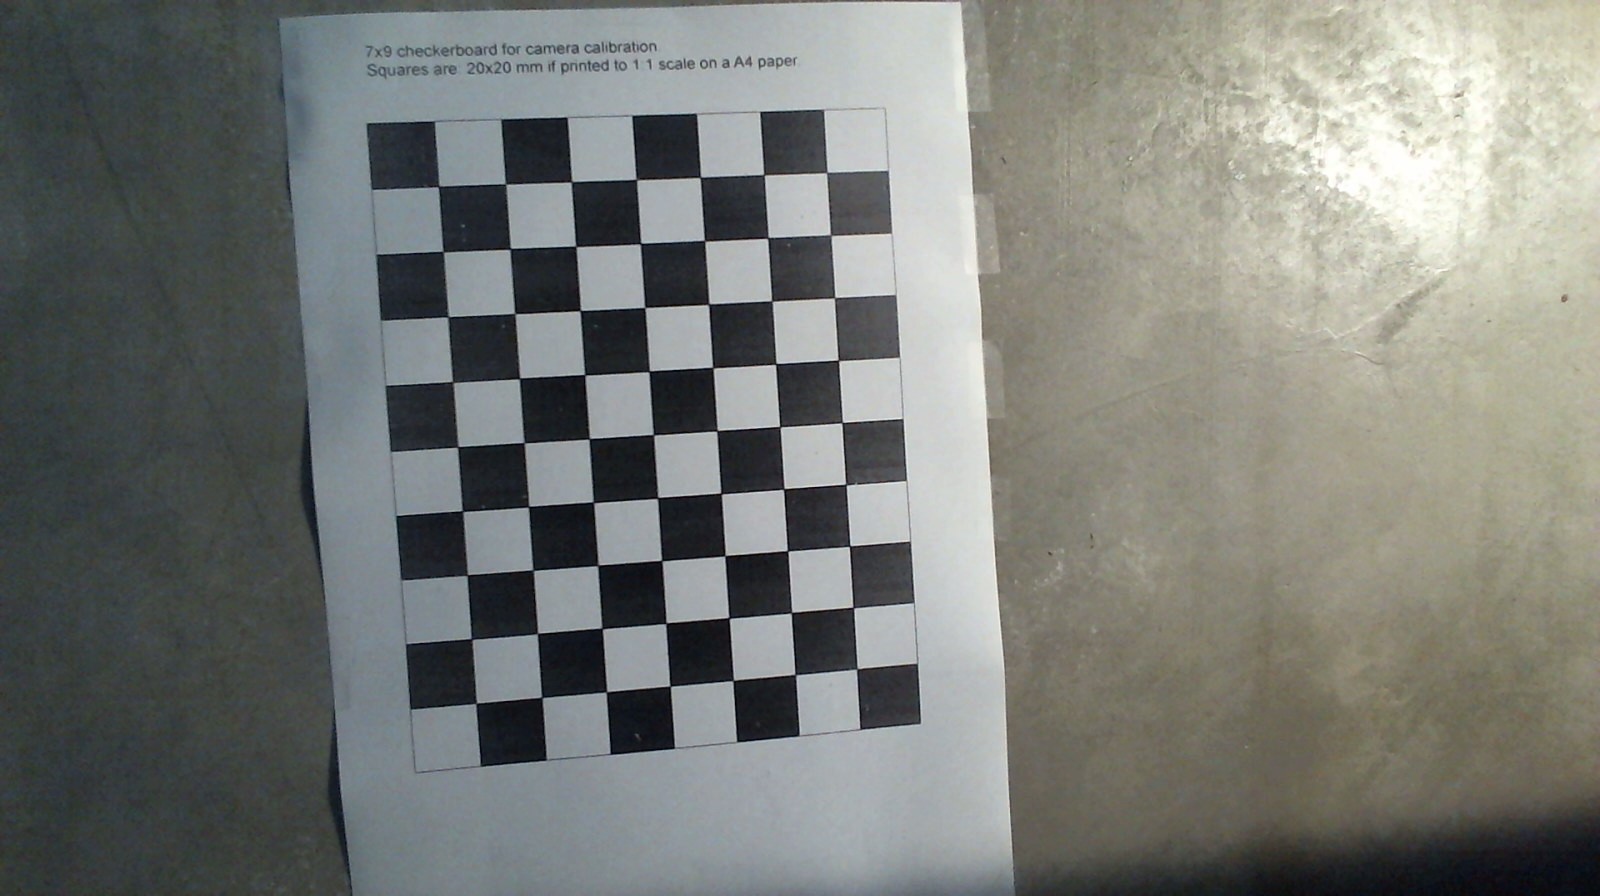 7x9 checkerboard for camera calibration.
Squares are 20x20 mm if printed to 1:1 scale on a A4 paper.